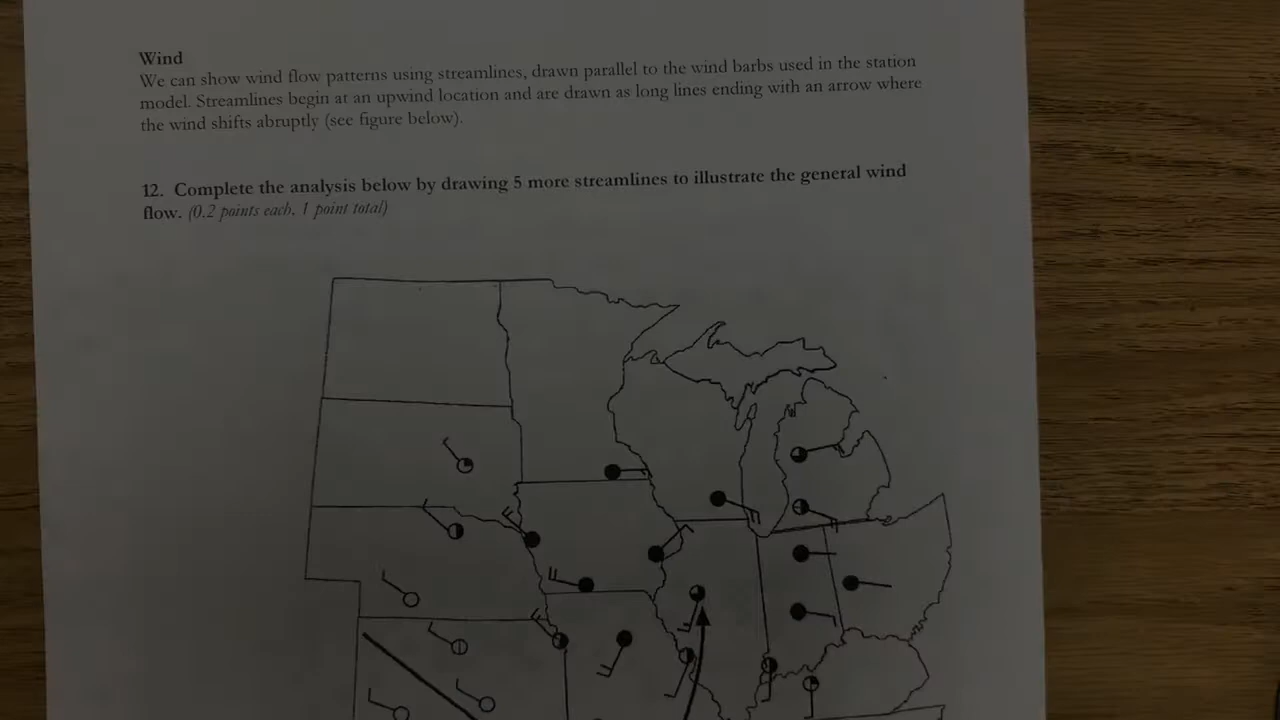 Wind
We can show wind flow patterns using streamlines, drawn parallel to the wind barbs used in the station
model. Streamlines begin at an upwind location and are drawn as long lines ending with an arrow where
the wind shifts abruptly (see figure below).
12. Complete the analysis below by drawing 5 more streamlines to illustrate the general wind
flow. (0.2 points each, 1 point total)